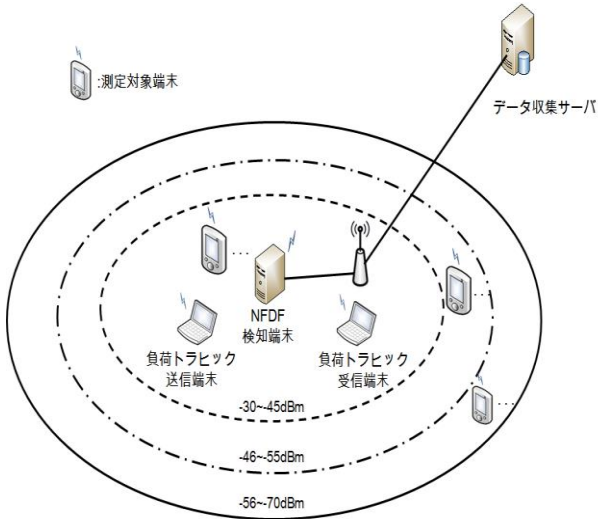 :測定対象端末
データ収集サーバ
NFDF
検知端末
負荷トラヒック
送信端末
負荷トラヒック
受信端末
-30~-45dBm
-46~-55dBm
-56~-70dBm